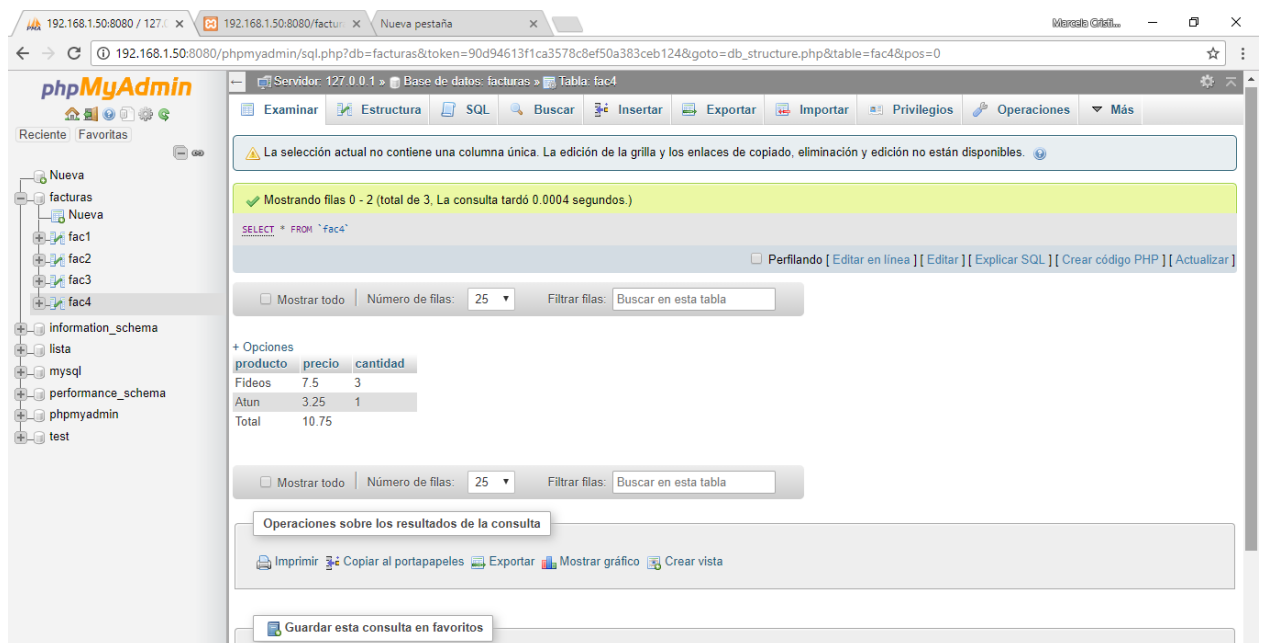 192.168.1.50:8080 / 127.0
192.168.1.50:8080/factur
Nueva pestaña
192.168.1.50:8080/phpmyadmin/sql.php?db=facturas&token=90d94613f1ca3578c8ef50a383ceb124&goto=db_structure.php&table=fac4&pos=0
phpMyAdmin
Reciente Favoritas
Nueva
facturas
Nueva
fac1
fac2
fac3
fac4
information_schema
lista
mysql
performance_schema
phpmyadmin
test
Servidor: 127.0.0.1 » Base de datos: facturas » Tabla: fac4
Examinar Estructura SQL Buscar Insertar Exportar Importar Privilegios Operaciones Más
La selección actual no contiene una columna única. La edición de la grilla y los enlaces de copiado, eliminación y edición no están disponibles.
Mostrando filas 0 - 2 (total de 3, La consulta tardó 0.0004 segundos.)
SELECT * FROM `fac4`
Perfilando [ Editar en línea ] [ Editar ] [ Explicar SQL ] [ Crear código PHP ] [ Actualizar ]
Mostrar todo Número de filas: 25 Filtrar filas: Buscar en esta tabla
+ Opciones
producto precio cantidad
Fideos 7.5 3
Atun 3.25 1
Total 10.75
Mostrar todo Número de filas: 25 Filtrar filas: Buscar en esta tabla
Operaciones sobre los resultados de la consulta
Imprimir Copiar al portapapeles Exportar Mostrar gráfico Crear vista
Guardar esta consulta en favoritos